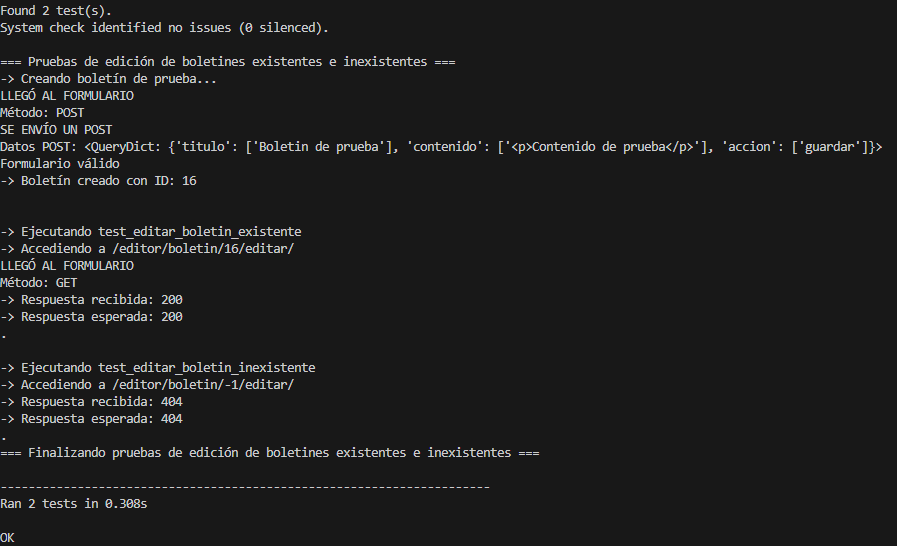 Found 2 test(s).
System check identified no issues (0 silenced).
=== Pruebas de edición de boletines existentes e inexistentes ===
-> Creando boletín de prueba...
LLEGÓ AL FORMULARIO
Método: POST
SE ENVÍO UN POST
Datos POST: <QueryDict: {'titulo': ['Boletin de prueba'], 'contenido': ['<p>Contenido de prueba</p>'], 'accion': ['guardar']}>
Formulario válido
-> Boletín creado con ID: 16
-> Ejecutando test_editar_boletin_existente
-> Accediendo a /editor/boletin/16/editar/
LLEGÓ AL FORMULARIO
Método: GET
-> Respuesta recibida: 200
-> Respuesta esperada: 200
.
-> Ejecutando test_editar_boletin_inexistente
-> Accediendo a /editor/boletin/-1/editar/
-> Respuesta recibida: 404
-> Respuesta esperada: 404
.
=== Finalizando pruebas de edición de boletines existentes e inexistentes ===
----------------------------------------------------------------------
Ran 2 tests in 0.308s
OK